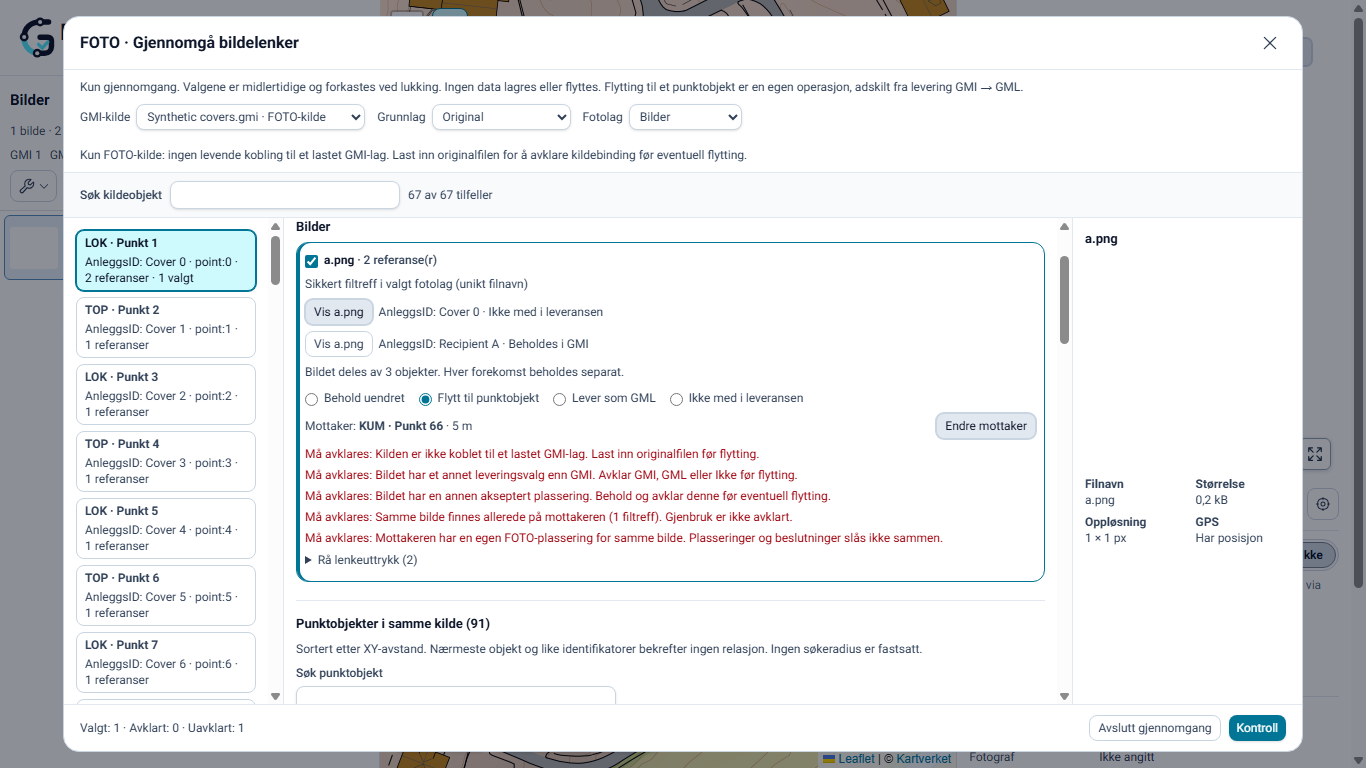 FOTO · Gjennomgå bildelenker
Kun gjennomgang. Valgene er midlertidige og forkastes ved lukking. Ingen data lagres eller flyttes. Flytting til et punktobjekt er en egen operasjon, adskilt fra levering GMI → GML.
GMI-kilde Synthetic covers.gmi · FOTO-kilde Grunnlag Original Fotolag Bilder
Kun FOTO-kilde: ingen levende kobling til et lastet GMI-lag. Last inn originalfilen for å avklare kildebinding før eventuell flytting.
Søk kildeobjekt 67 av 67 tilfeller
Bilder
1 bilde · 2
GMI 1 GM
LOK · Punkt 1
AnleggsID: Cover 0 · point:0 ·
2 referanser · 1 valgt
TOP · Punkt 2
AnleggsID: Cover 1 · point:1 ·
1 referanser
LOK · Punkt 3
AnleggsID: Cover 2 · point:2 ·
1 referanser
TOP · Punkt 4
AnleggsID: Cover 3 · point:3 ·
1 referanser
LOK · Punkt 5
AnleggsID: Cover 4 · point:4 ·
1 referanser
TOP · Punkt 6
AnleggsID: Cover 5 · point:5 ·
1 referanser
LOK · Punkt 7
AnleggsID: Cover 6 · point:6 ·
1 referanser
Bilder
a.png · 2 referanse(r)
Sikkert filtreff i valgt fotolag (unikt filnavn)
Vis a.png AnleggsID: Cover 0 · Ikke med i leveransen
Vis a.png AnleggsID: Recipient A · Beholdes i GMI
Bildet deles av 3 objekter. Hver forekomst beholdes separat.
Behold uendret Flytt til punktobjekt Lever som GML Ikke med i leveransen
Mottaker: KUM · Punkt 66 · 5 m Endre mottaker
Må avklares: Kilden er ikke koblet til et lastet GMI-lag. Last inn originalfilen før flytting.
Må avklares: Bildet har et annet leveringsvalg enn GMI. Avklar GMI, GML eller Ikke før flytting.
Må avklares: Bildet har en annen akseptert plassering. Behold og avklar denne før eventuell flytting.
Må avklares: Samme bilde finnes allerede på mottakeren (1 filtreff). Gjenbruk er ikke avklart.
Må avklares: Mottakeren har en egen FOTO-plassering for samme bilde. Plasseringer og beslutninger slås ikke sammen.
Rå lenkeuttrykk (2)
Punktobjekter i samme kilde (91)
Sortert etter XY-avstand. Nærmeste objekt og like identifikatorer bekrefter ingen relasjon. Ingen søkeradius er fastsatt.
Søk punktobjekt
a.png
Filnavn Størrelse
a.png 0,2 kB
Oppløsning GPS
1 × 1 px Har posisjon
kke
via
Valgt: 1 · Avklart: 0 · Uavklart: 1
Avslutt gjennomgang Kontroll
Leaflet | © Kartverket
Fotograf Ikke angitt